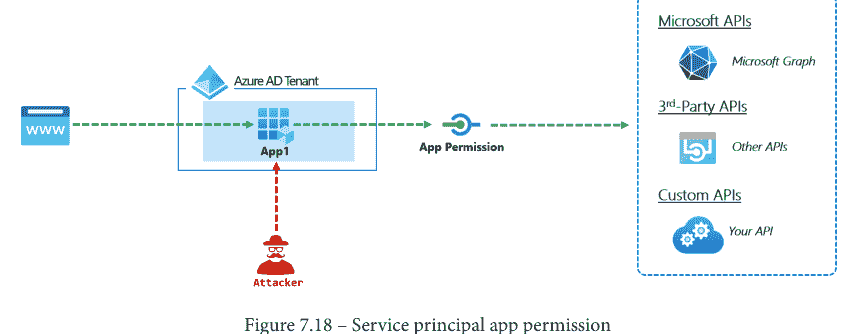 Microsoft APIs
Microsoft Graph
Azure AD Tenant
3rd-Party APIs
WWW
App1
App Permission
Other APIs
Custom APIs
Your API
Attacker
Figure 7.18 – Service principal app permission